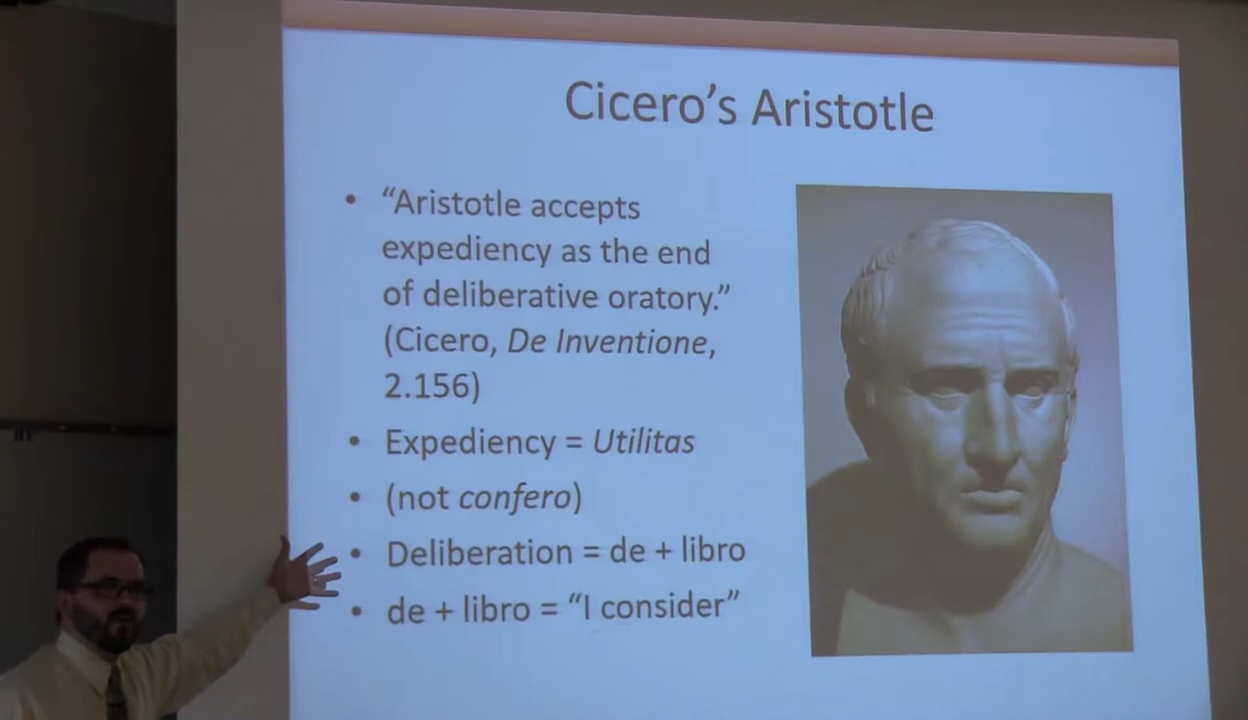 Cicero’s Aristotle
• “Aristotle accepts
expediency as the end
of deliberative oratory.”
(Cicero, De Inventione,
2.156)
• Expediency = Utilitas
• (not confero)
• Deliberation = de + libro
• de + libro = “I consider”